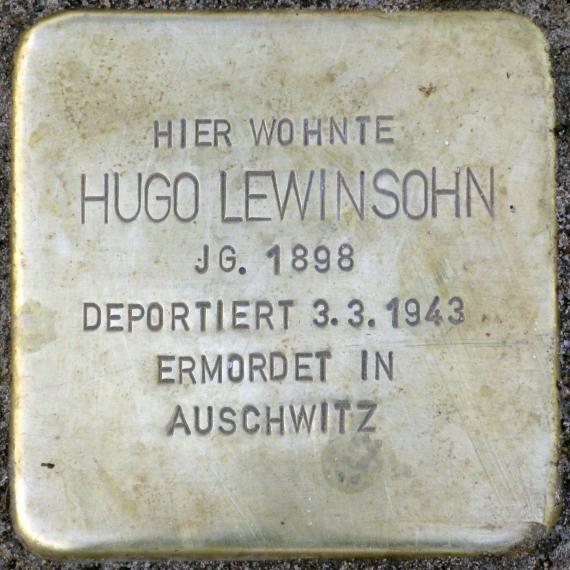 HIER WOHNTE
HUGO LEWINSOHN
JG. 1898
DEPORTIERT 3.3.1943
ERMORDET IN
AUSCHWITZ